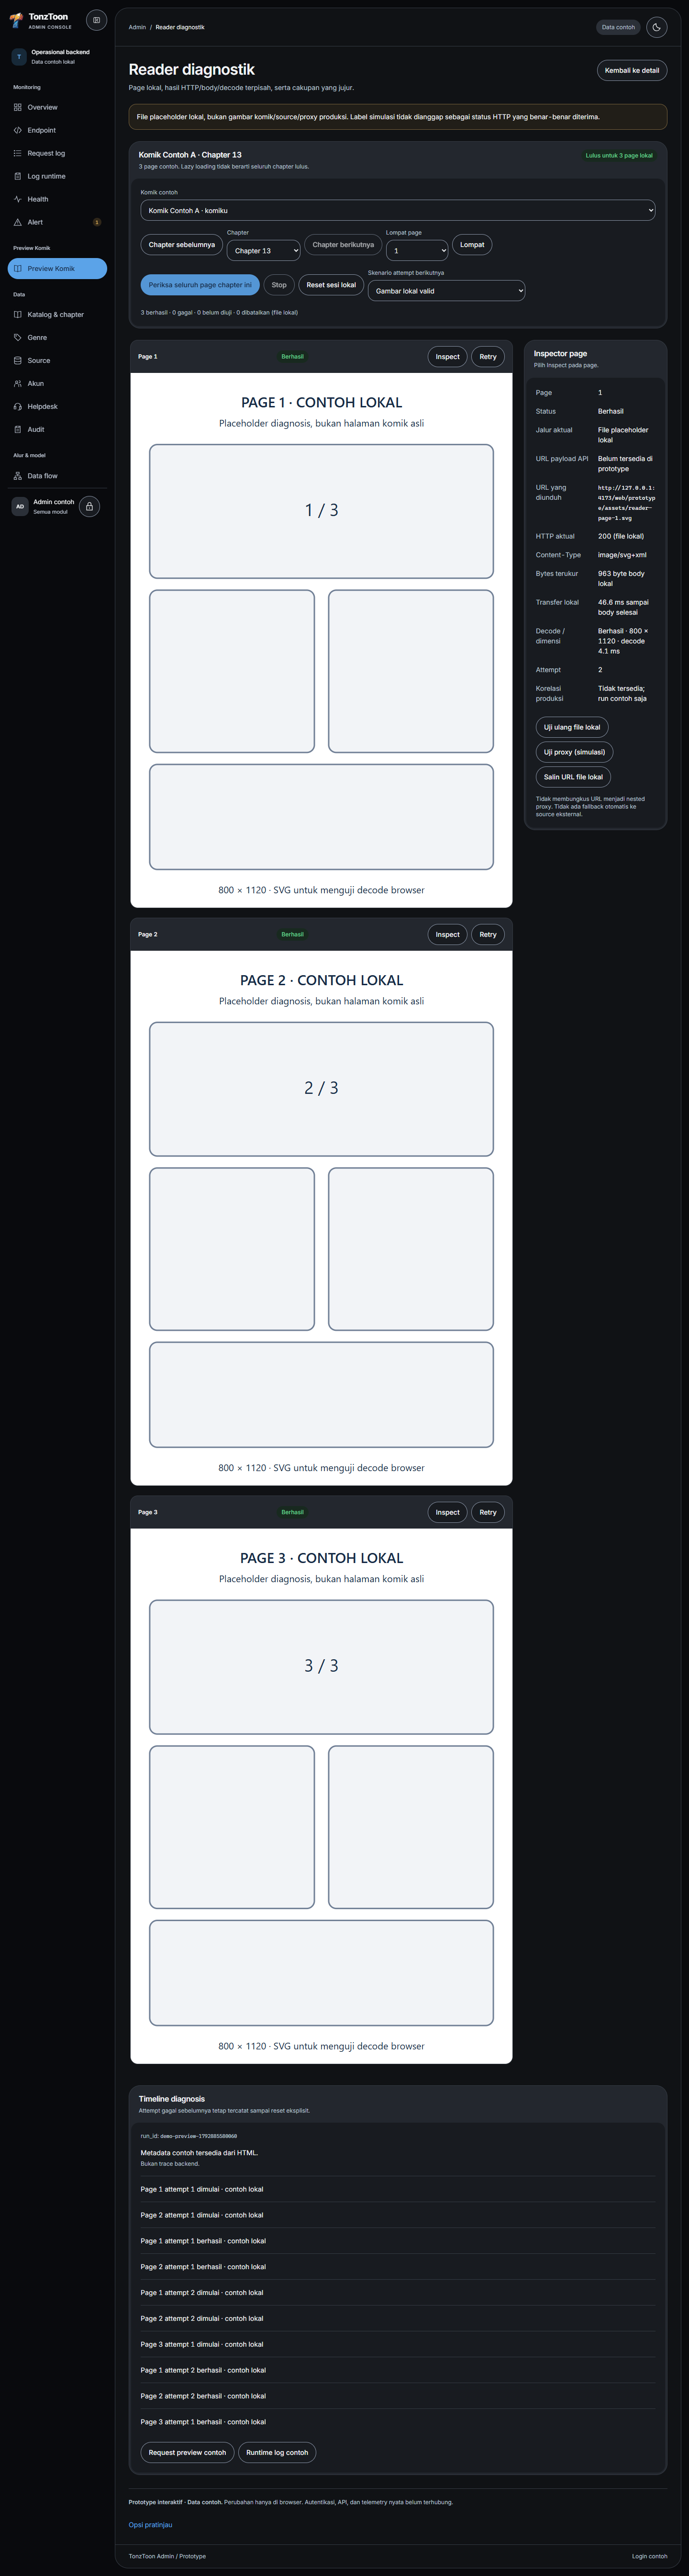 TonzToon
ADMIN CONSOLE
T
Operasional backend
Data contoh lokal
Monitoring
Overview
Endpoint
Request log
Log runtime
Health
Alert
1
Preview Komik
Preview Komik
Data
Katalog & chapter
Genre
Source
Akun
Helpdesk
Audit
Alur & model
Data flow
AD
Admin contoh
Semua modul
Admin / Reader diagnostik
Data contoh
Reader diagnostik
Page lokal, hasil HTTP/body/decode terpisah, serta cakupan yang jujur.
Kembali ke detail
File placeholder lokal, bukan gambar komik/source/proxy produksi. Label simulasi tidak dianggap sebagai status HTTP yang benar-benar diterima.
Komik Contoh A · Chapter 13
3 page contoh. Lazy loading tidak berarti seluruh chapter lulus.
Lulus untuk 3 page lokal
Komik contoh
Komik Contoh A · komiku
Chapter sebelumnya
Chapter
Chapter 13
Chapter berikutnya
Lompat page
1
Lompat
Periksa seluruh page chapter ini
Stop
Reset sesi lokal
Skenario attempt berikutnya
Gambar lokal valid
3 berhasil · 0 gagal · 0 belum diuji · 0 dibatalkan (file lokal)
Page 1
Berhasil
Inspect
Retry
PAGE 1 · CONTOH LOKAL
Placeholder diagnosis, bukan halaman komik asli
1 / 3
800 × 1120 · SVG untuk menguji decode browser
Page 2
Berhasil
Inspect
Retry
PAGE 2 · CONTOH LOKAL
Placeholder diagnosis, bukan halaman komik asli
2 / 3
800 × 1120 · SVG untuk menguji decode browser
Page 3
Berhasil
Inspect
Retry
PAGE 3 · CONTOH LOKAL
Placeholder diagnosis, bukan halaman komik asli
3 / 3
800 × 1120 · SVG untuk menguji decode browser
Inspector page
Pilih Inspect pada page.
Page
1
Status
Berhasil
Jalur aktual
File placeholder
lokal
URL payload API
Belum tersedia di
prototype
URL yang
diunduh
http://127.0.0.1:
4173/web/prototyp
e/assets/reader-
page-1.svg
HTTP aktual
200 (file lokal)
Content-Type
image/svg+xml
Bytes terukur
963 byte body
lokal
Transfer lokal
46.6 ms sampai
body selesai
Decode /
dimensi
Berhasil · 800 ×
1120 · decode
4.1 ms
Attempt
2
Korelasi
produksi
Tidak tersedia;
run contoh saja
Uji ulang file lokal
Uji proxy (simulasi)
Salin URL file lokal
Tidak membungkus URL menjadi nested
proxy. Tidak ada fallback otomatis ke
source eksternal.
Timeline diagnosis
Attempt gagal sebelumnya tetap tercatat sampai reset eksplisit.
run_id:
Metadata contoh tersedia dari HTML.
Bukan trace backend.
Page 1 attempt 1 dimulai · contoh lokal
Page 2 attempt 1 dimulai · contoh lokal
Page 1 attempt 1 berhasil · contoh lokal
Page 2 attempt 1 berhasil · contoh lokal
Page 1 attempt 2 dimulai · contoh lokal
Page 2 attempt 2 dimulai · contoh lokal
Page 3 attempt 1 dimulai · contoh lokal
Page 1 attempt 2 berhasil · contoh lokal
Page 2 attempt 2 berhasil · contoh lokal
Page 3 attempt 1 berhasil · contoh lokal
Request preview contoh
Runtime log contoh
Prototype interaktif · Data contoh. Perubahan hanya di browser. Autentikasi, API, dan telemetry nyata belum terhubung.
Opsi pratinjau
TonzToon Admin / Prototype
Login contoh